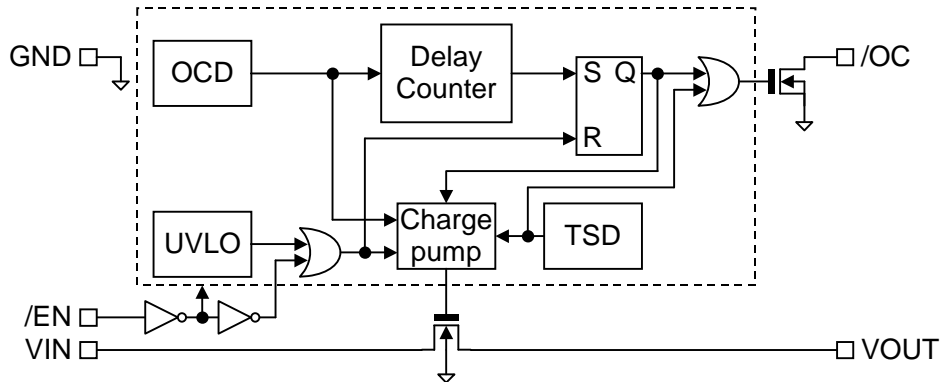 GND
OCD
Delay
Counter
S Q
R
/OC
UVLO
Charge
pump
TSD
/EN
VIN
VOUT